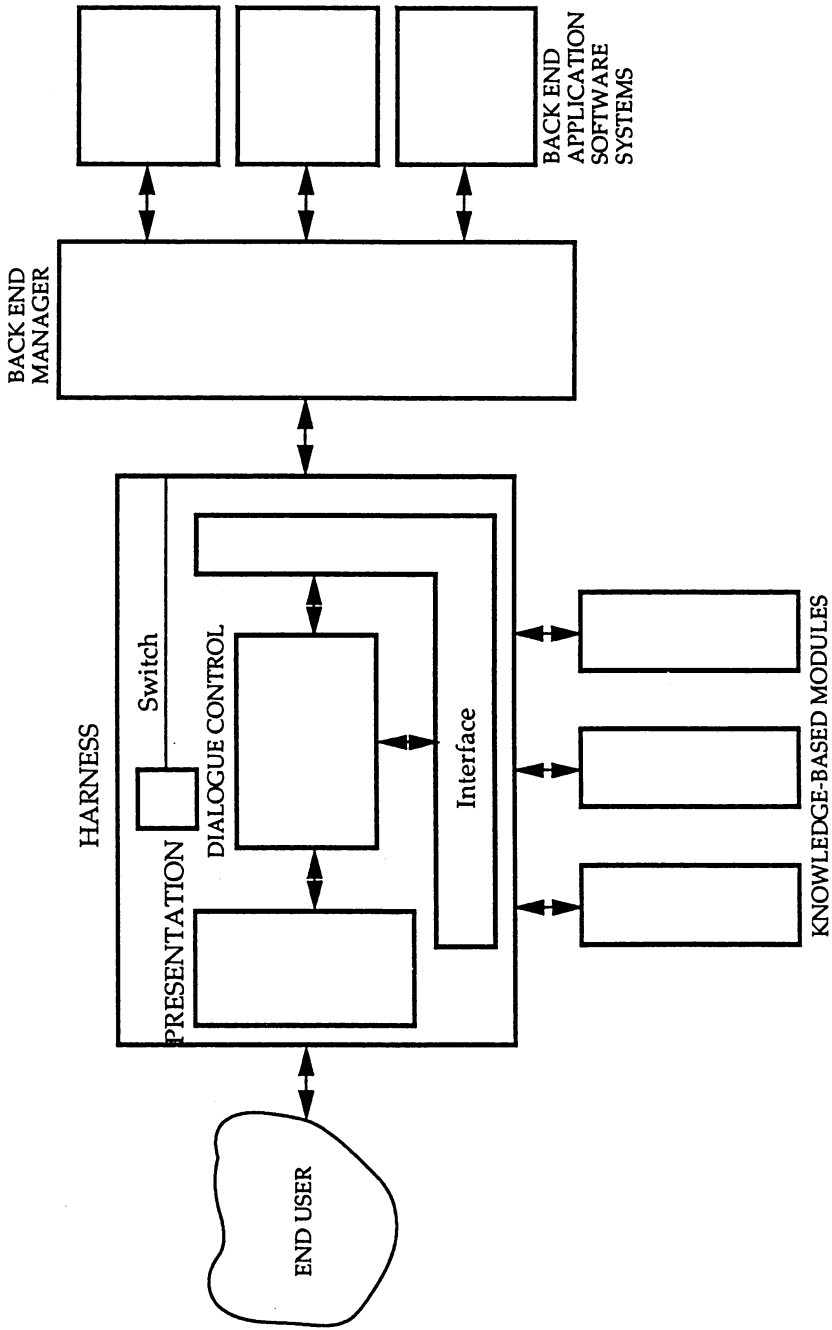 HARNESS
BACK END
MANAGER
Switch
PRESENTATION
DIALOGUE CONTROL
END USER
Interface
BACK END
APPLICATION
SOFTWARE
SYSTEMS
KNOWLEDGE-BASED MODULES